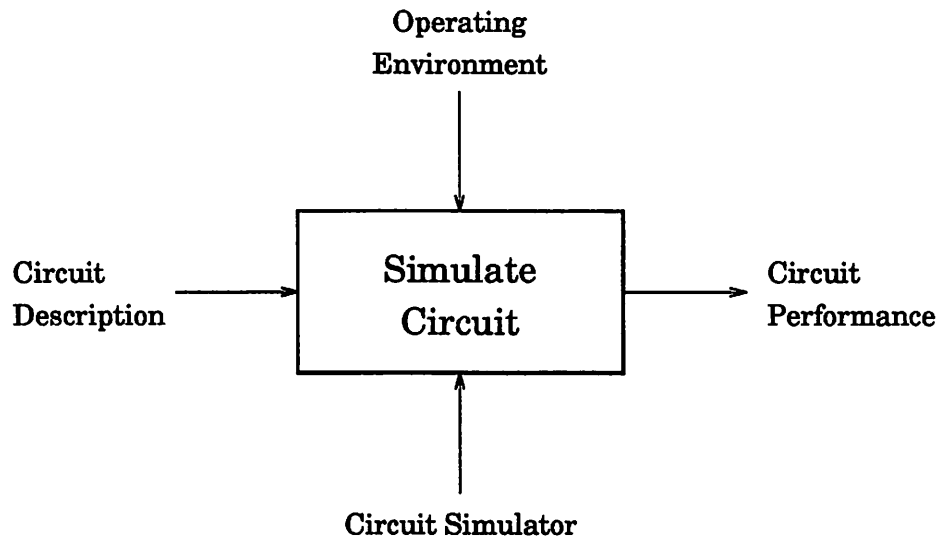 Operating
Environment
Circuit
Description
Simulate
Circuit
Circuit
Performance
Circuit Simulator